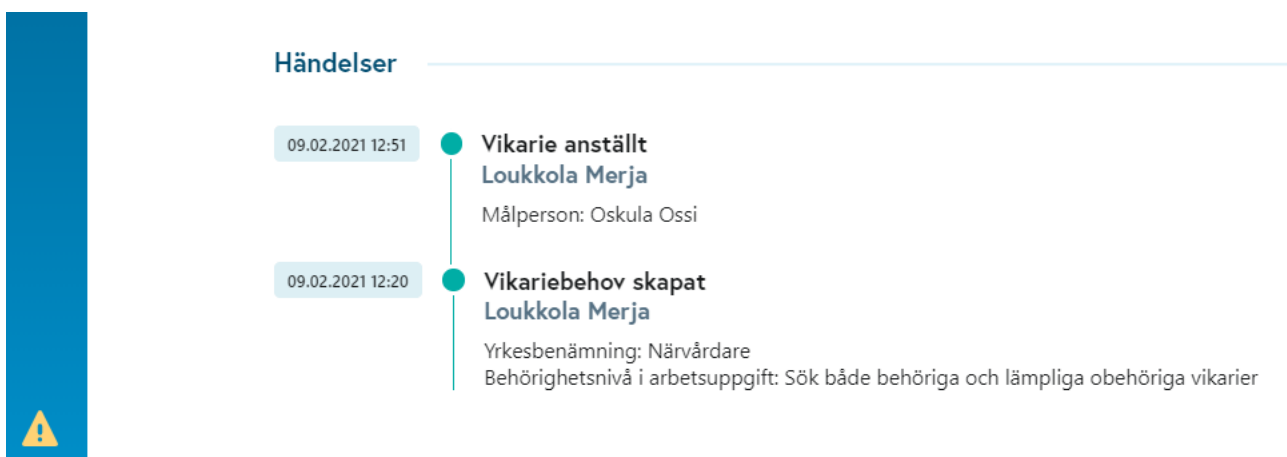 Händelser
09.02.2021 12:51
Vikarie anställt
Loukkola Merja
Målperson: Oskula Ossi
09.02.2021 12:20
Vikariebehov skapat
Loukkola Merja
Yrkesbenämning: Närvårdare
Behörighetsnivå i arbetsuppgift: Sök både behöriga och lämpliga obehöriga vikarier